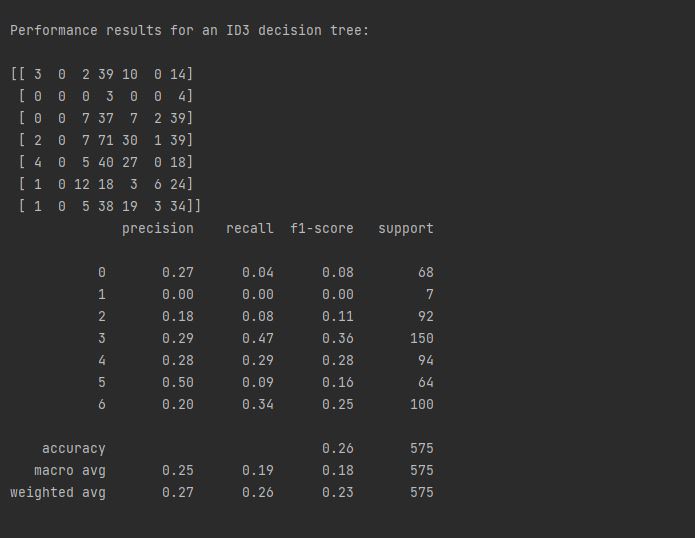 Performance results for an ID3 decision tree:
[[ 3  0  2 39 10  0 14]
 [ 0  0  0  3  0  0  4]
 [ 0  0  7 37  7  2 39]
 [ 2  0  7 71 30  1 39]
 [ 4  0  5 40 27  0 18]
 [ 1  0 12 18  3  6 24]
 [ 1  0  5 38 19  3 34]]
              precision    recall  f1-score   support
           0       0.27      0.04      0.08        68
           1       0.00      0.00      0.00         7
           2       0.18      0.08      0.11        92
           3       0.29      0.47      0.36       150
           4       0.28      0.29      0.28        94
           5       0.50      0.09      0.16        64
           6       0.20      0.34      0.25       100
    accuracy                           0.26       575
   macro avg       0.25      0.19      0.18       575
weighted avg       0.27      0.26      0.23       575